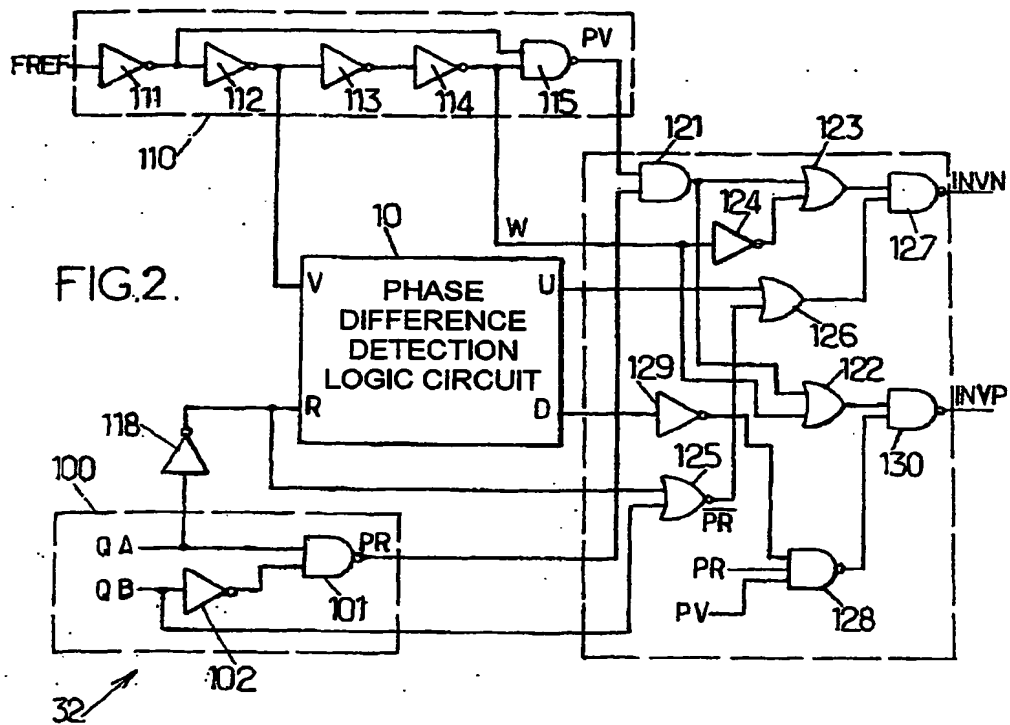 PV
FREF
111
112
113
114
115
110
121
123
INVN
124
127
W
10
FIG.2.
V
PHASE
DIFFERENCE
DETECTION
LOGIC CIRCUIT
U
126
129
122
INVP
R
D
118
130
125
100
PR
QA
PR
PR
QB
101
128
PV
102
32